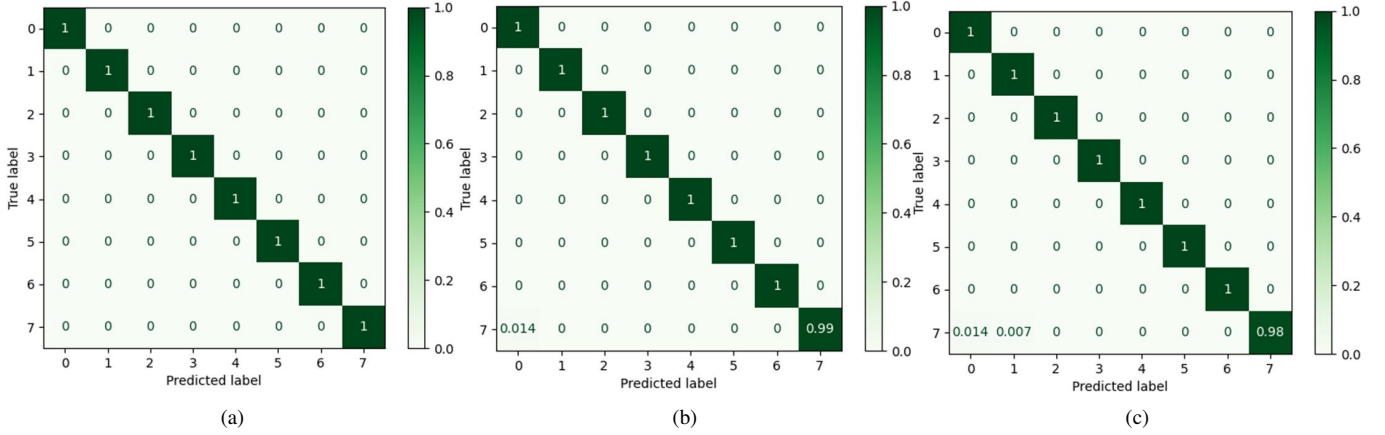 True label
0 1 0 0 0 0 0 0 0
1 0 1 0 0 0 0 0 0
2 0 0 1 0 0 0 0 0
3 0 0 0 1 0 0 0 0
4 0 0 0 0 1 0 0 0
5 0 0 0 0 0 1 0 0
6 0 0 0 0 0 0 1 0
7 0 0 0 0 0 0 0 1
0 1 2 3 4 5 6 7
Predicted label
1.0
0.8
0.6
0.4
0.2
0.0
(a)
True label
0 1 0 0 0 0 0 0 0
1 0 1 0 0 0 0 0 0
2 0 0 1 0 0 0 0 0
3 0 0 0 1 0 0 0 0
4 0 0 0 0 1 0 0 0
5 0 0 0 0 0 1 0 0
6 0 0 0 0 0 0 1 0
7 0.014 0 0 0 0 0 0 0.99
0 1 2 3 4 5 6 7
Predicted label
1.0
0.8
0.6
0.4
0.2
0.0
(b)
True label
0 1 0 0 0 0 0 0 0
1 0 1 0 0 0 0 0 0
2 0 0 1 0 0 0 0 0
3 0 0 0 1 0 0 0 0
4 0 0 0 0 1 0 0 0
5 0 0 0 0 0 1 0 0
6 0 0 0 0 0 0 1 0
7 0.014 0.007 0 0 0 0 0 0.98
0 1 2 3 4 5 6 7
Predicted label
1.0
0.8
0.6
0.4
0.2
0.0
(c)